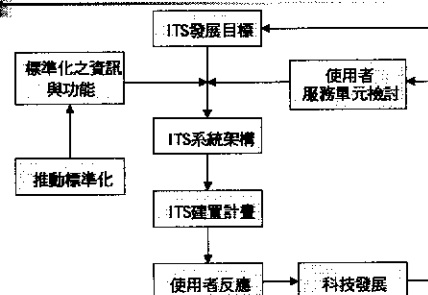 ITS發展目標
標準化之資訊
與功能
使用者
服務單元檢討
ITS系統架構
推動標準化
ITS建置計畫
使用者反應
科技發展